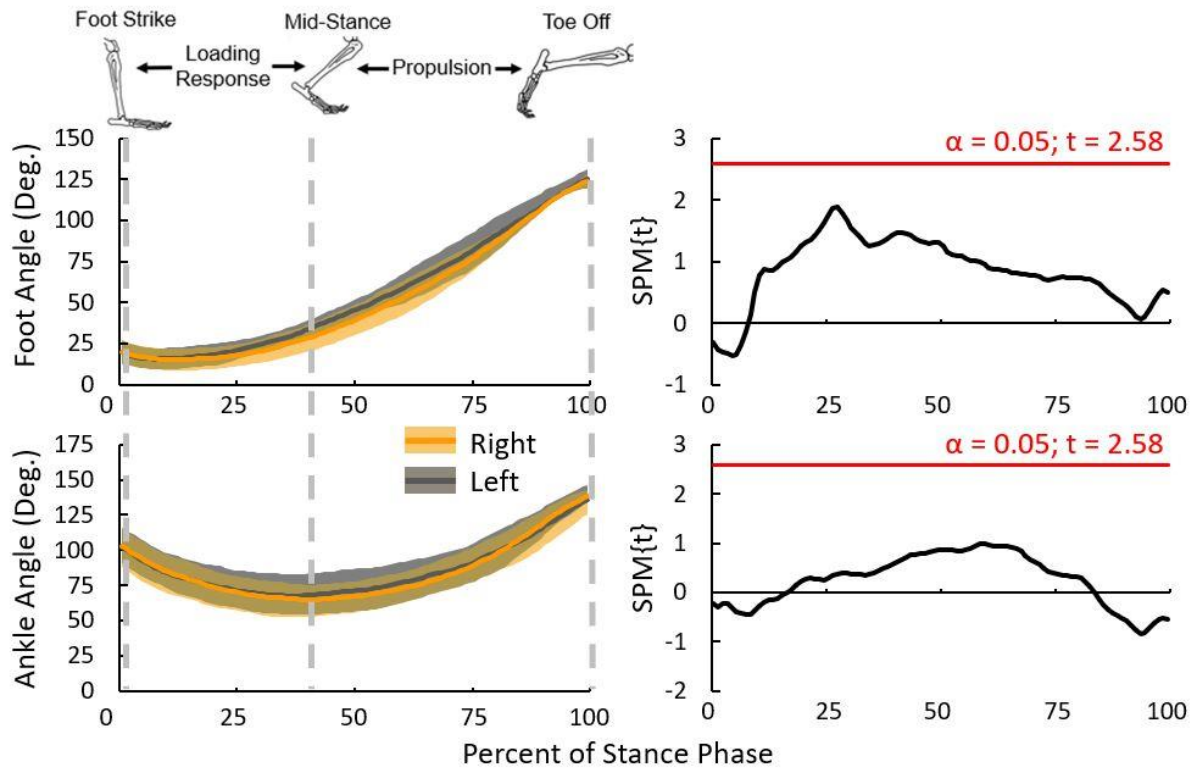 Foot Strike
Mid-Stance
Toe Off
Loading
Response
Propulsion
Foot Angle (Deg.)
150
125
100
75
50
25
0
0 25 50 75 100
SPM{t}
α = 0.05; t = 2.58
3
2
1
0
-1
0 25 50 75 100
Ankle Angle (Deg.)
175
150
125
100
75
50
25
0
Right
Left
0 25 50 75 100
SPM{t}
α = 0.05; t = 2.58
3
2
1
0
-1
-2
0 25 50 75 100
Percent of Stance Phase